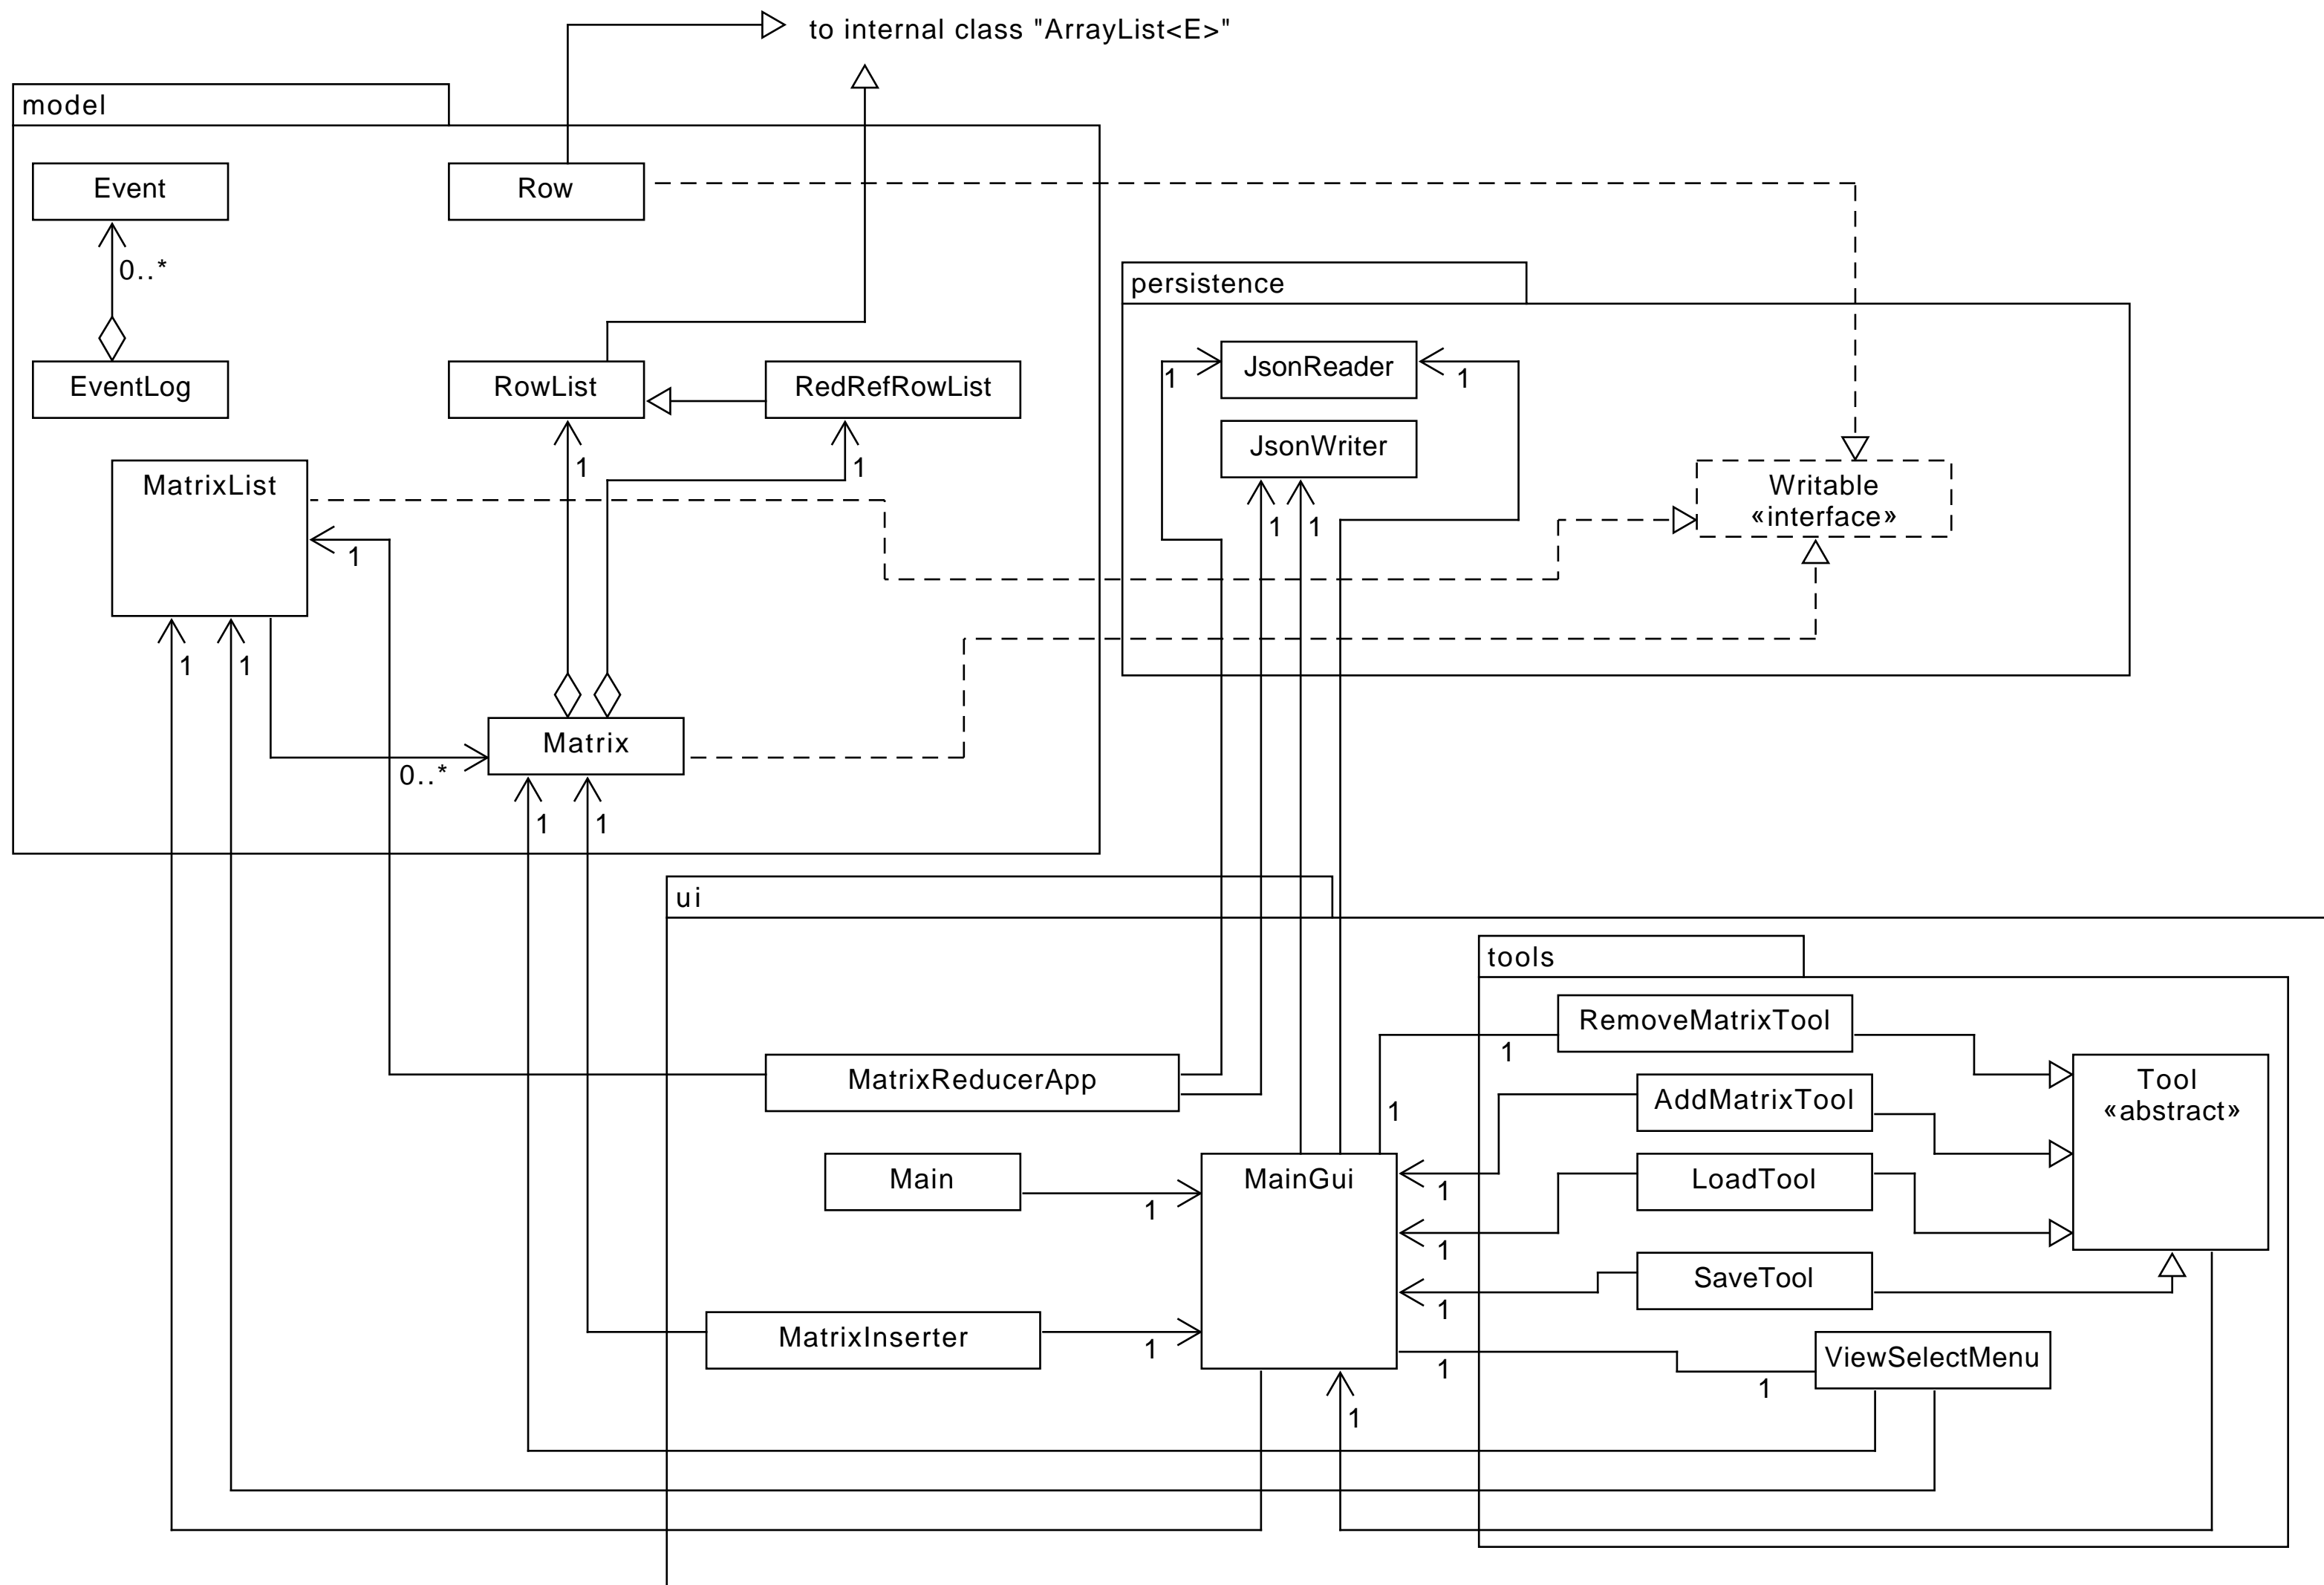 to internal class "ArrayList<E>"
model
Event
Row
0..*
persistence
EventLog
RowList
RedRefRowList
JsonReader
1
1
JsonWriter
1
1
MatrixList
Writable
«interface»
1
1
1
1
1
Matrix
0..*
1
1
ui
tools
RemoveMatrixTool
1
MatrixReducerApp
1
AddMatrixTool
Tool
«abstract»
Main
MainGui
LoadTool
1
1
1
SaveTool
1
MatrixInserter
1
ViewSelectMenu
1
1
1